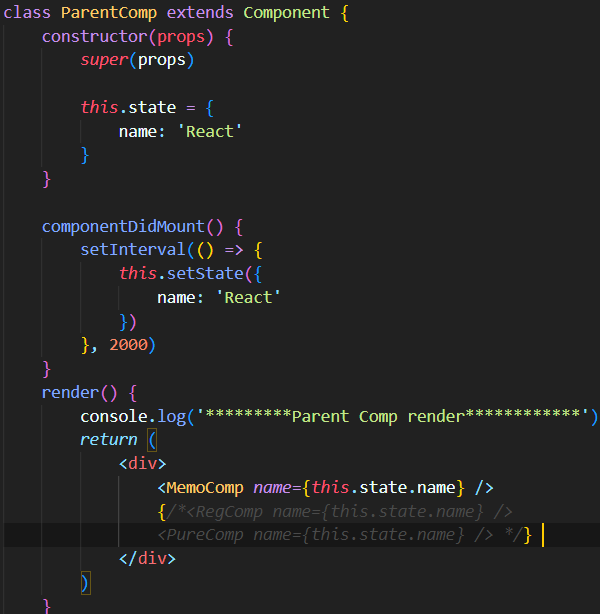 class ParentComp extends Component {
    constructor(props) {
        super(props)

        this.state = {
            name: 'React'
        }
    }

    componentDidMount() {
        setInterval(() => {
            this.setState({
                name: 'React'
            })
        }, 2000)
    }
    render() {
        console.log('*********Parent Comp render************')
        return (
            <div>
                <MemoComp name={this.state.name} />
                {/*<RegComp name={this.state.name} />
                <PureComp name={this.state.name} /> */}
            </div>
        )
    }